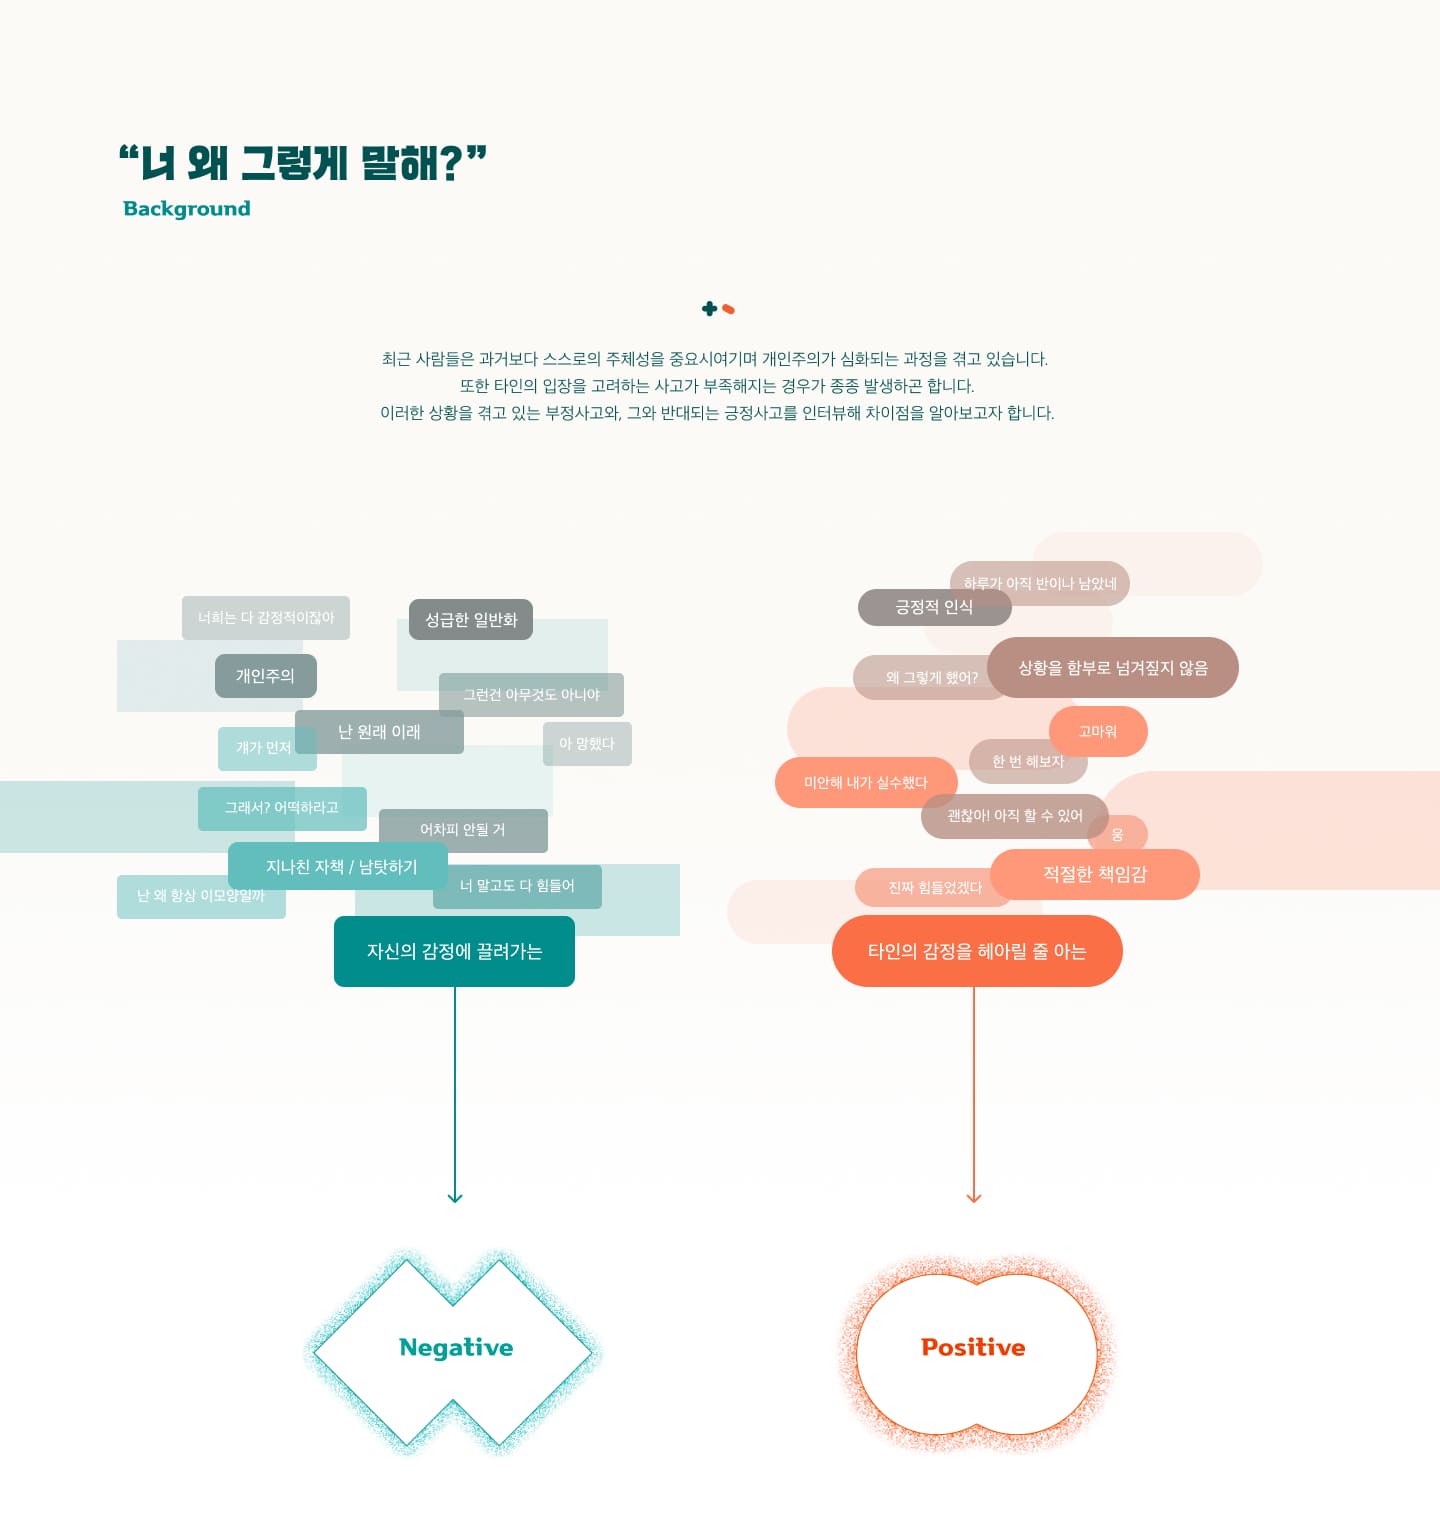 “너 왜 그렇게 말해?”
Background
최근 사람들은 과거보다 스스로의 주체성을 중요시여기며 개인주의가 심화되는 과정을 겪고 있습니다.
또한 타인의 입장을 고려하는 사고가 부족해지는 경우가 종종 발생하곤 합니다.
이러한 상황을 겪고 있는 부정사고와, 그와 반대되는 긍정사고를 인터뷰해 차이점을 알아보고자 합니다.
너희는 다 감정적이잖아
성급한 일반화
개인주의
그런건 아무것도 아니야
난 원래 이래
걔가 먼저
아 망했다
그래서? 어떡하라고
어차피 안될 거
지나친 자책 / 남탓하기
너 말고도 다 힘들어
난 왜 항상 이모양일까
자신의 감정에 끌려가는
하루가 아직 반이나 남았네
긍정적 인식
상황을 함부로 넘겨짚지 않음
왜 그렇게 했어?
고마워
한 번 해보자
미안해 내가 실수했다
괜찮아! 아직 할 수 있어
웅
적절한 책임감
진짜 힘들었겠다
타인의 감정을 헤아릴 줄 아는
Negative
Positive